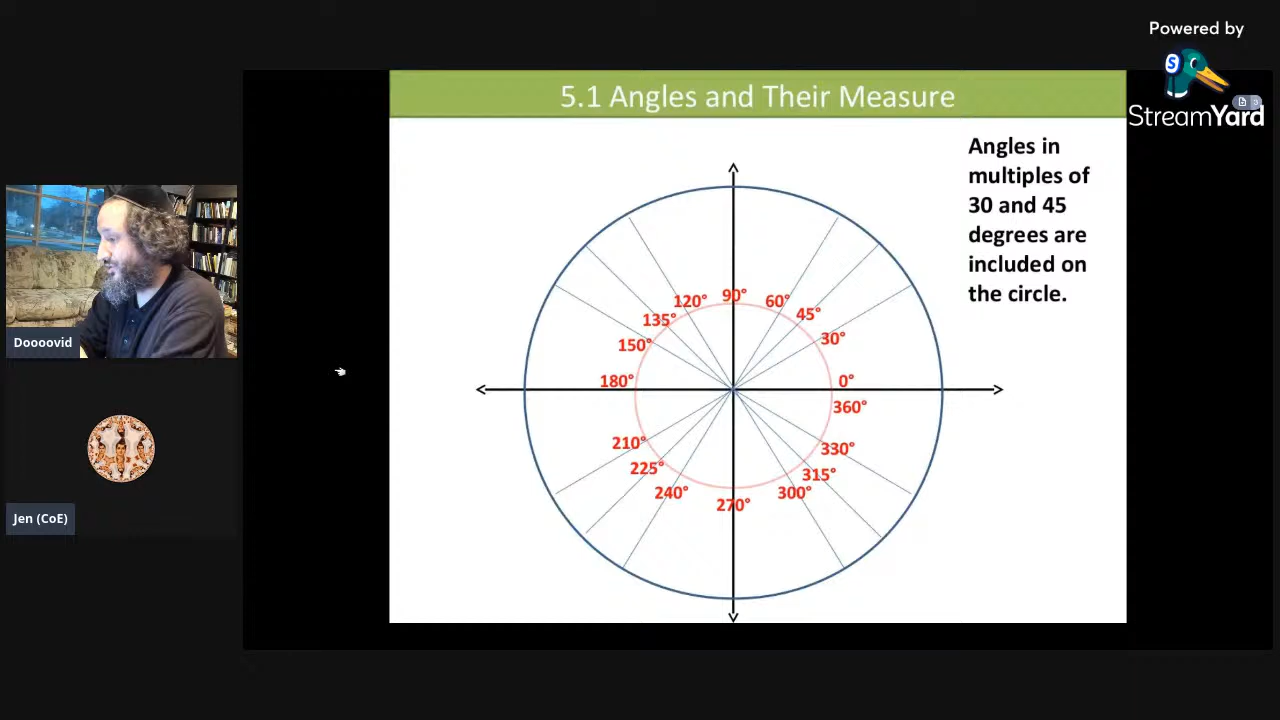 Powered by
S
StreamYard
5.1 Angles and Their Measure
Angles in
multiples of
30 and 45
degrees are
included on
the circle.
120° 90° 60°
135° 45°
150° 30°
180° 0°
360°
210° 330°
225° 315°
240° 270° 300°
Doooovid
Jen (CoE)